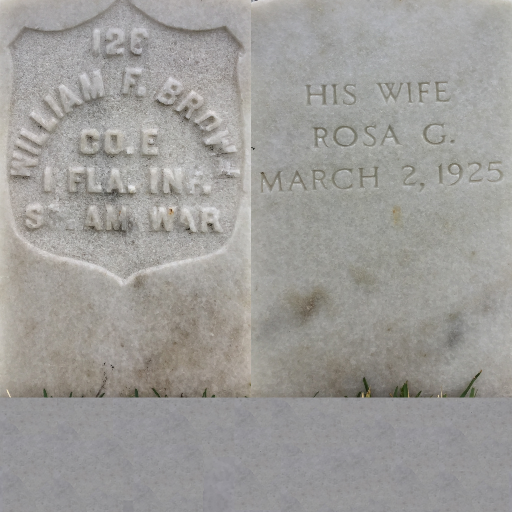 126
WILLIAM F. BROWN
CO. E
1 FLA. INF.
SP. AM. WAR
HIS WIFE
ROSA G.
MARCH 2, 1925